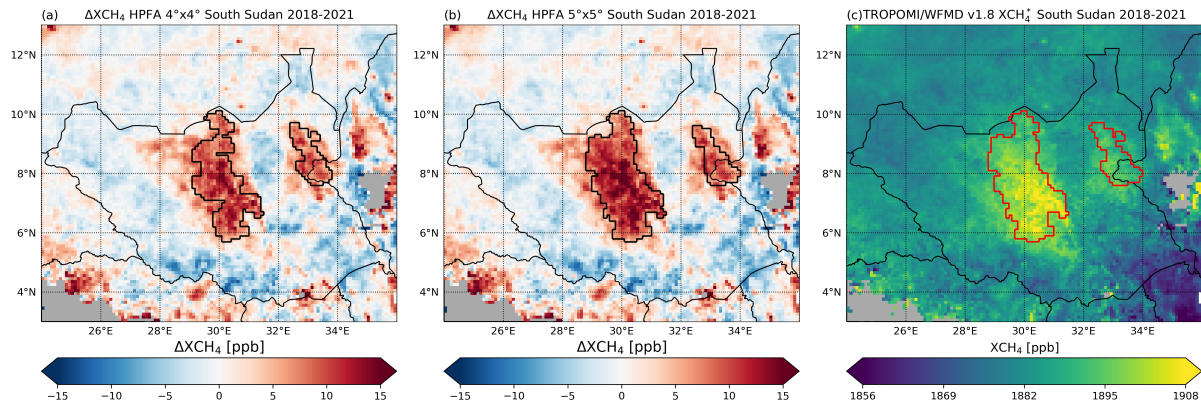 (a) ΔXCH₄ HPFA 4°x4° South Sudan 2018-2021
12°N
10°N
8°N
6°N
4°N
26°E 28°E 30°E 32°E 34°E
ΔXCH₄ [ppb]
−15 −10 −5 0 5 10 15
(b) ΔXCH₄ HPFA 5°x5° South Sudan 2018-2021
12°N
10°N
8°N
6°N
4°N
26°E 28°E 30°E 32°E 34°E
ΔXCH₄ [ppb]
−15 −10 −5 0 5 10 15
(c)TROPOMI/WFMD v1.8 XCH₄* South Sudan 2018-2021
12°N
10°N
8°N
6°N
4°N
26°E 28°E 30°E 32°E 34°E
XCH₄ [ppb]
1856 1869 1882 1895 1908